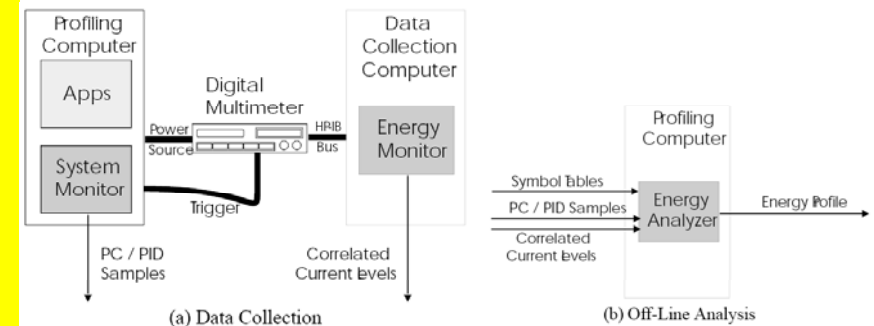 Profiling
Computer
Apps
System
Monitor
Digital
Multimeter
Power
Source
HPIB
Bus
Trigger
Data
Collection
Computer
Energy
Monitor
PC / PID
Samples
Correlated
Current Levels
(a) Data Collection
Profiling
Computer
Symbol Tables
PC / PID Samples
Correlated
Current Levels
Energy
Analyzer
Energy Profile
(b) Off-Line Analysis